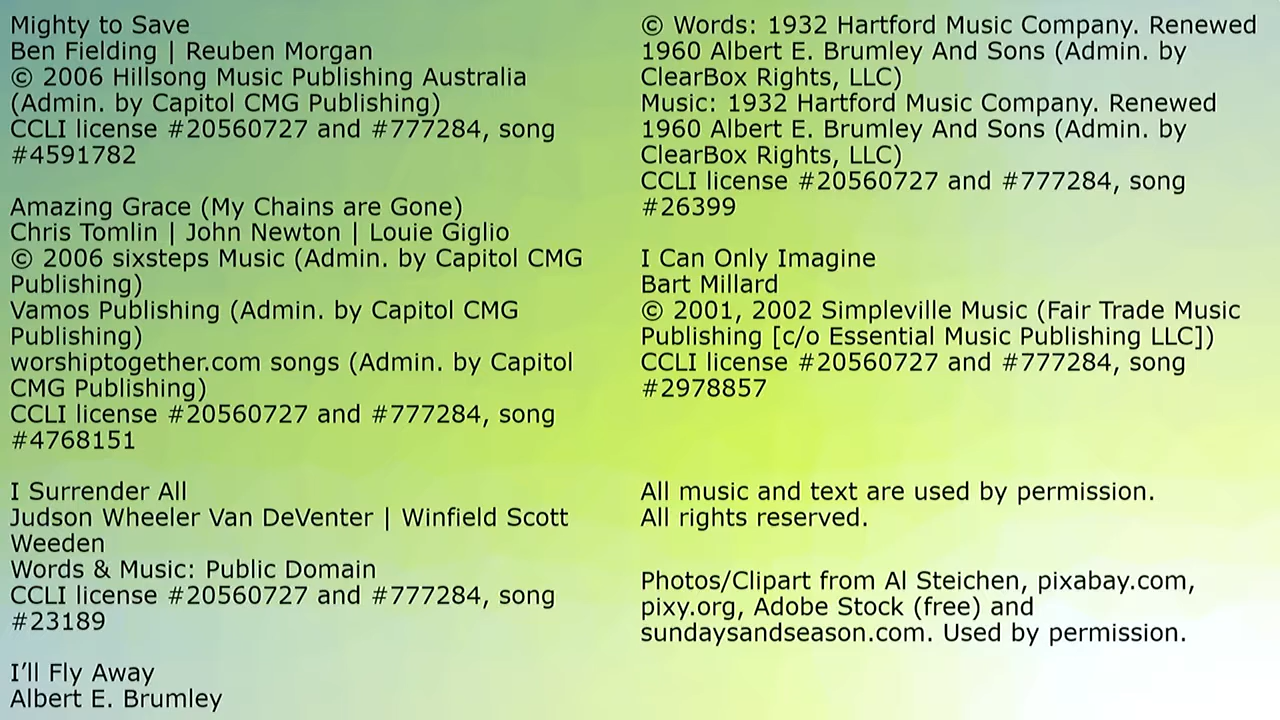 Mighty to Save
Ben Fielding | Reuben Morgan
© 2006 Hillsong Music Publishing Australia
(Admin. by Capitol CMG Publishing)
CCLI license #20560727 and #777284, song
#4591782
Amazing Grace (My Chains are Gone)
Chris Tomlin | John Newton | Louie Giglio
© 2006 sixsteps Music (Admin. by Capitol CMG
Publishing)
Vamos Publishing (Admin. by Capitol CMG
Publishing)
worshiptogether.com songs (Admin. by Capitol
CMG Publishing)
CCLI license #20560727 and #777284, song
#4768151
I Surrender All
Judson Wheeler Van DeVenter | Winfield Scott
Weeden
Words & Music: Public Domain
CCLI license #20560727 and #777284, song
#23189
I’ll Fly Away
Albert E. Brumley
© Words: 1932 Hartford Music Company. Renewed
1960 Albert E. Brumley And Sons (Admin. by
ClearBox Rights, LLC)
Music: 1932 Hartford Music Company. Renewed
1960 Albert E. Brumley And Sons (Admin. by
ClearBox Rights, LLC)
CCLI license #20560727 and #777284, song
#26399
I Can Only Imagine
Bart Millard
© 2001, 2002 Simpleville Music (Fair Trade Music
Publishing [c/o Essential Music Publishing LLC])
CCLI license #20560727 and #777284, song
#2978857
All music and text are used by permission.
All rights reserved.
Photos/Clipart from Al Steichen, pixabay.com,
pixy.org, Adobe Stock (free) and
sundaysandseason.com. Used by permission.